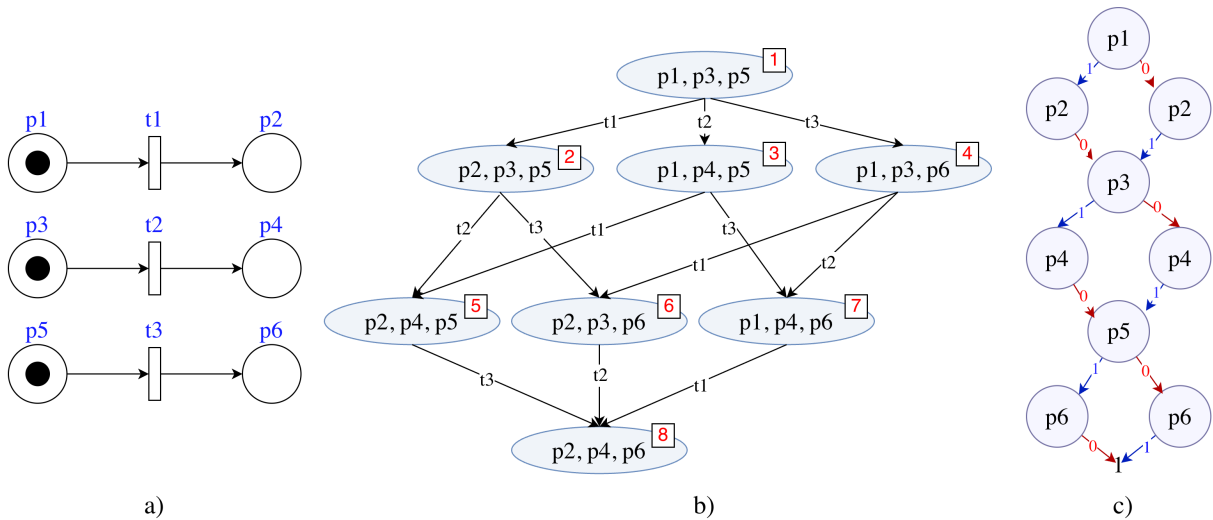 p1 t1 p2
p3 t2 p4
p5 t3 p6
a)
p1, p3, p5 1
t1 t2 t3
p2, p3, p5 2
p1, p4, p5 3
p1, p3, p6 4
t2 t3 t1 t3 t1 t2
p2, p4, p5 5
p2, p3, p6 6
p1, p4, p6 7
t3 t2 t1
p2, p4, p6 8
b)
p1
1 0
p2 p2
0 1
p3
1 0
p4 p4
0 1
p5
1 0
p6 p6
0 1
1
c)